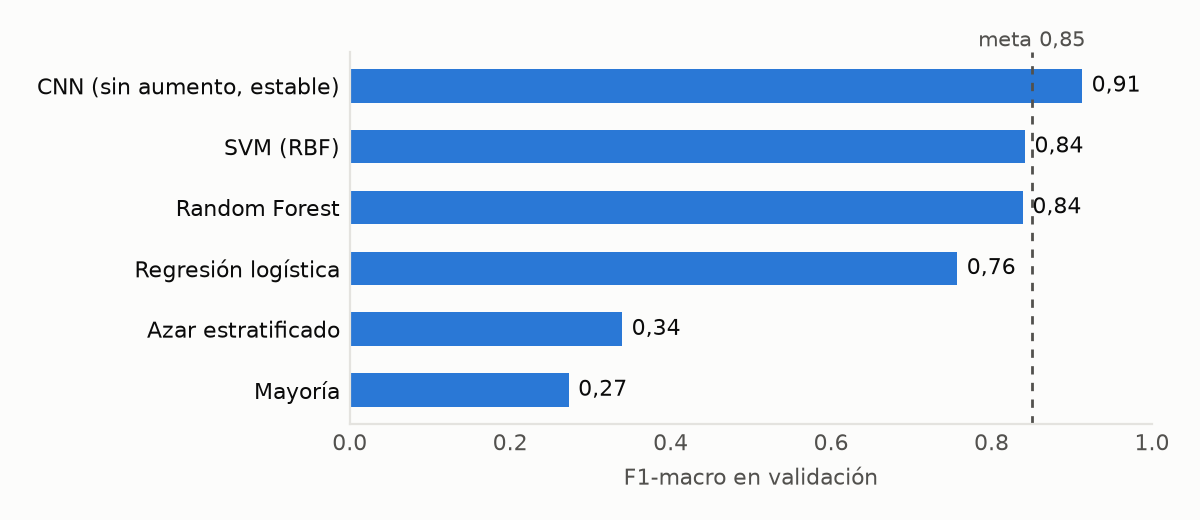 meta 0,85
CNN (sin aumento, estable) 0,91
SVM (RBF) 0,84
Random Forest 0,84
Regresión logística 0,76
Azar estratificado 0,34
Mayoría 0,27
0.0 0.2 0.4 0.6 0.8 1.0
F1-macro en validación